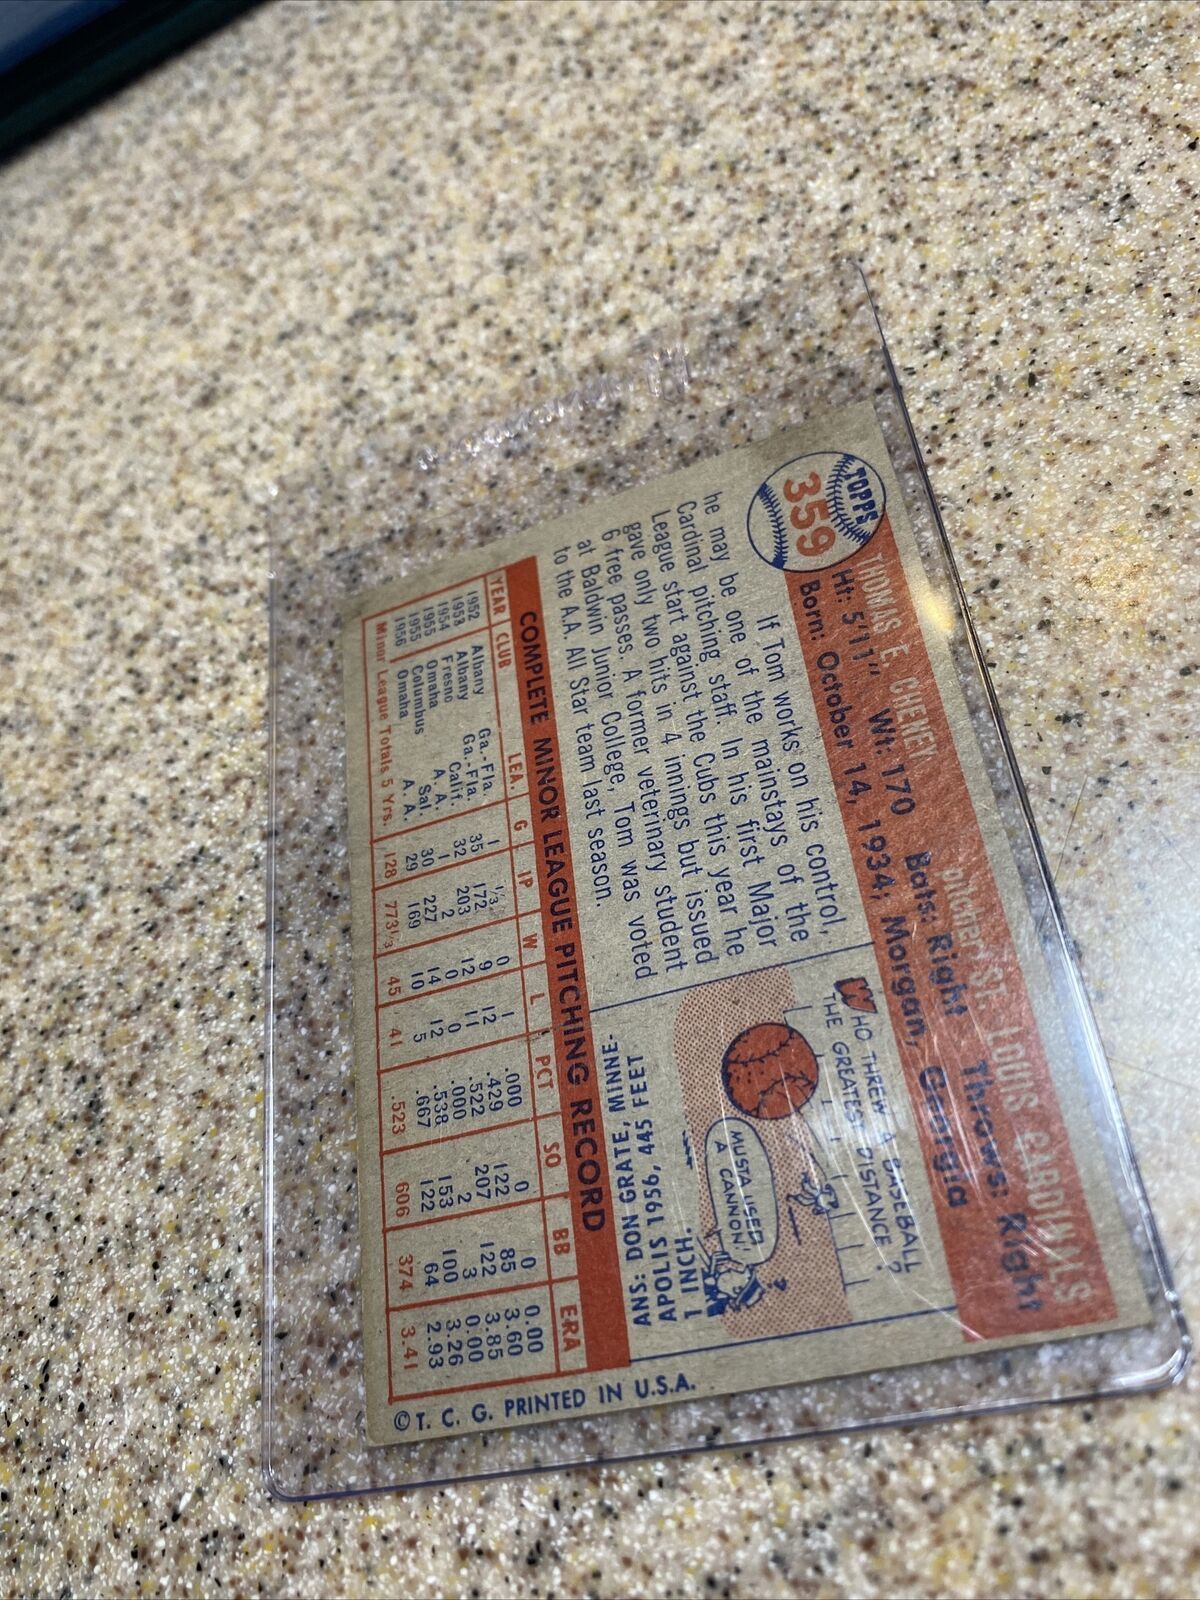 TOPPS
359
THOMAS E. CHENEY
pitcher ST. LOUIS CARDINALS
Ht: 5'11" Wt: 170 Bats: Right Throws: Right
Born: October 14, 1934; Morgan, Georgia
If Tom works on his control,
he may be one of the mainstays of the
Cardinal pitching staff. In his first Major
League start against the Cubs this year he
gave only two hits in 4 innings but issued
6 free passes. A former veterinary student
at Baldwin Junior College, Tom was voted
to the A.A. All Star team last season.
WHO THREW A BASEBALL
THE GREATEST DISTANCE?
MUSTA USED
A CANNON!
ANS: DON GRATE, MINNE-
APOLIS 1956, 445 FEET
1 INCH.
COMPLETE MINOR LEAGUE PITCHING RECORD
YEAR CLUB LEA. G IP W L PCT SO BB ERA
1952 Albany Ga.-Fla. 1 1/3 0 1 .000 0 0 0.00
1953 Albany Ga.-Fla. 35 172 9 12 .429 122 85 3.60
1954 Fresno Calif. 32 203 12 11 .522 207 122 3.85
1955 Omaha A. A. 1 2 0 0 .000 2 3 0.00
1955 Columbus Sal. 30 227 14 12 .538 153 100 3.26
1956 Omaha A. A. 29 169 10 5 .667 122 64 2.93
Minor League Totals 5 Yrs. 128 773 1/3 45 41 .523 606 374 3.41
© T. C. G. PRINTED IN U.S.A.